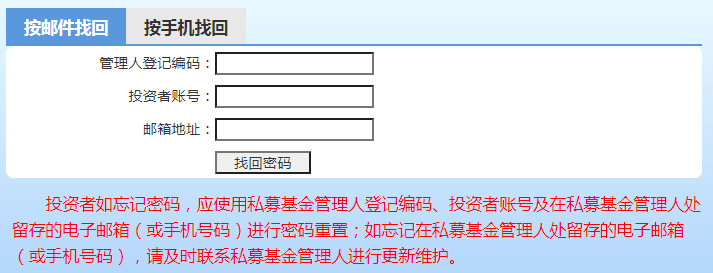 按邮件找回 按手机找回
管理人登记编码：
投资者账号：
邮箱地址：
找回密码
投资者如忘记密码，应使用私募基金管理人登记编码、投资者账号及在私募基金管理人处
留存的电子邮箱（或手机号码）进行密码重置；如忘记在私募基金管理人处留存的电子邮箱
（或手机号码），请及时联系私募基金管理人进行更新维护。